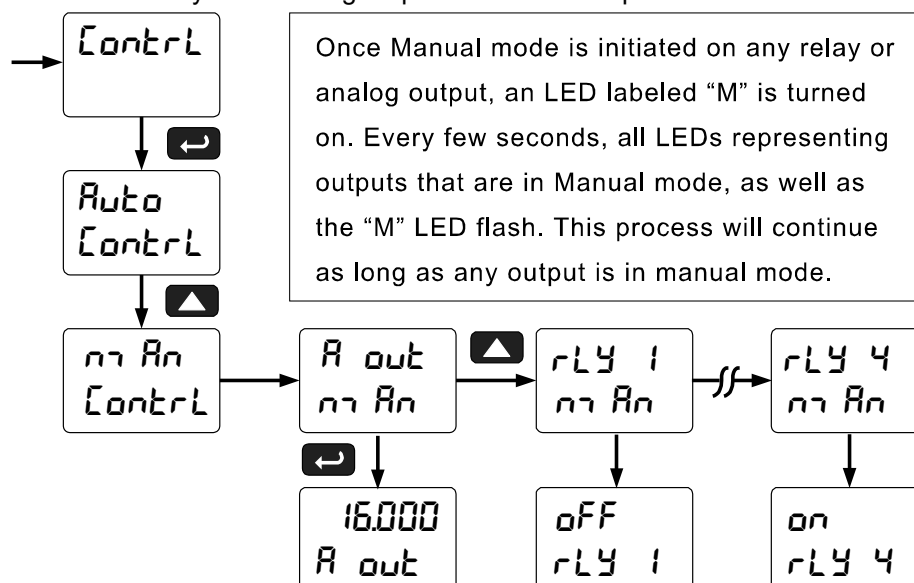 ContrL
Once Manual mode is initiated on any relay or
analog output, an LED labeled “M” is turned
on. Every few seconds, all LEDs representing
outputs that are in Manual mode, as well as
the “M” LED flash. This process will continue
as long as any output is in manual mode.
Auto
ContrL
mAn
ContrL
A out
mAn
rLY 1
mAn
rLY 4
mAn
16.000
A out
oFF
rLY 1
on
rLY 4